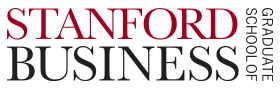 STANFORD
BUSINESS
GRADUATE
SCHOOL OF